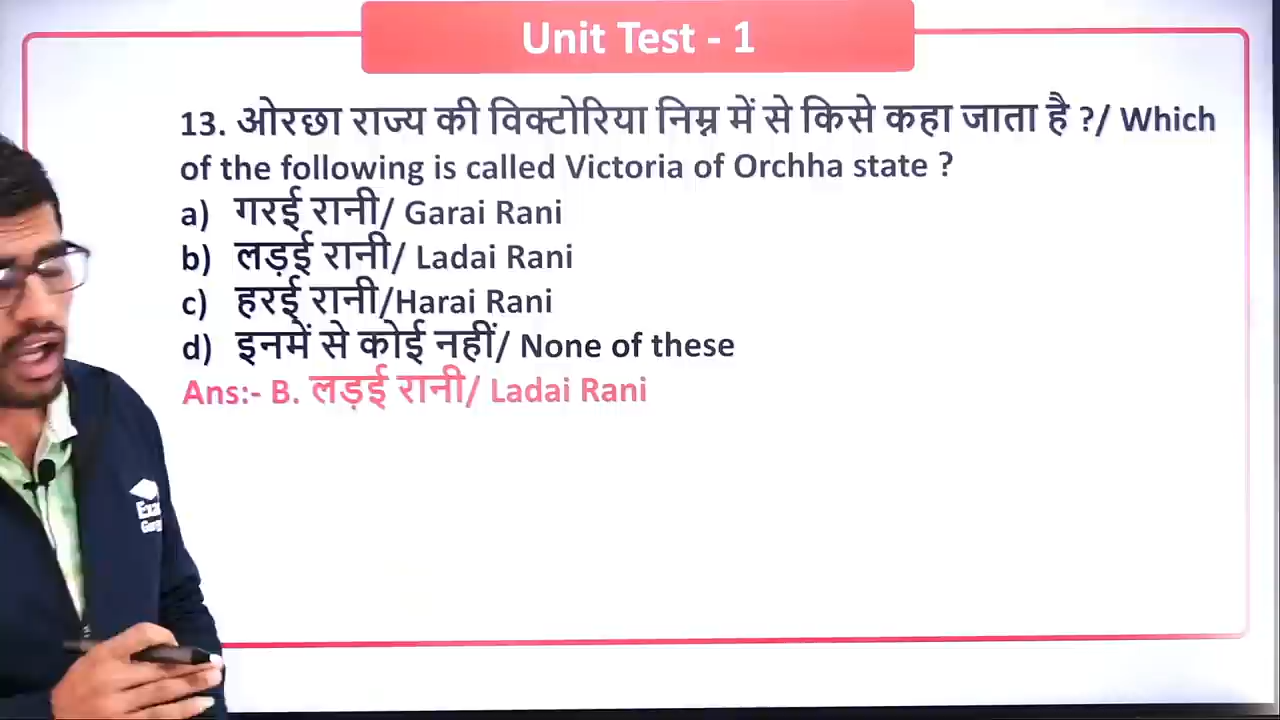 Unit Test - 1
13. ओरछा राज्य की विक्टोरिया निम्न में से किसे कहा जाता है ?/ Which
of the following is called Victoria of Orchha state ?
a) गरई रानी/ Garai Rani
b) लड़ई रानी/ Ladai Rani
c) हरई रानी/Harai Rani
d) इनमें से कोई नहीं/ None of these
Ans:- B. लड़ई रानी/ Ladai Rani